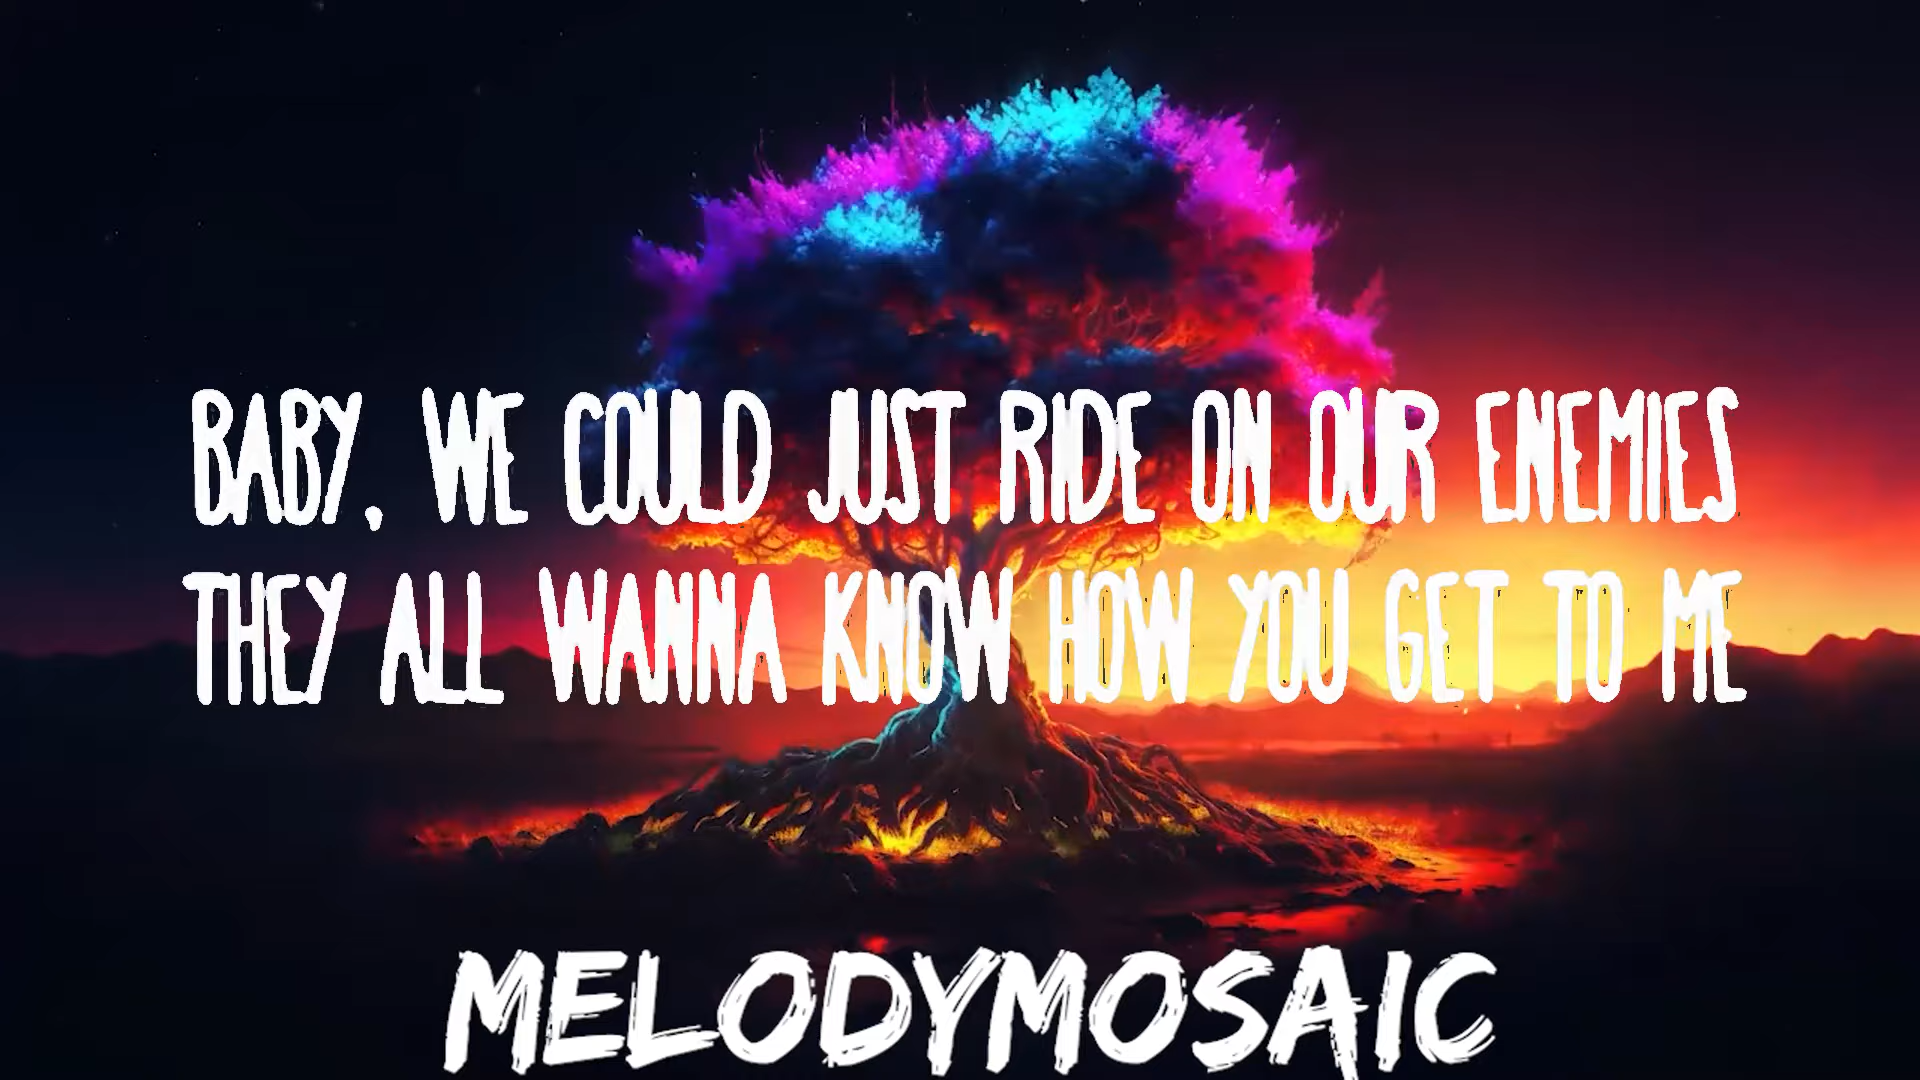 BABY, WE COULD JUST RIDE ON OUR ENEMIES
THEY ALL WANNA KNOW HOW YOU GET TO ME
MELODYMOSAIC